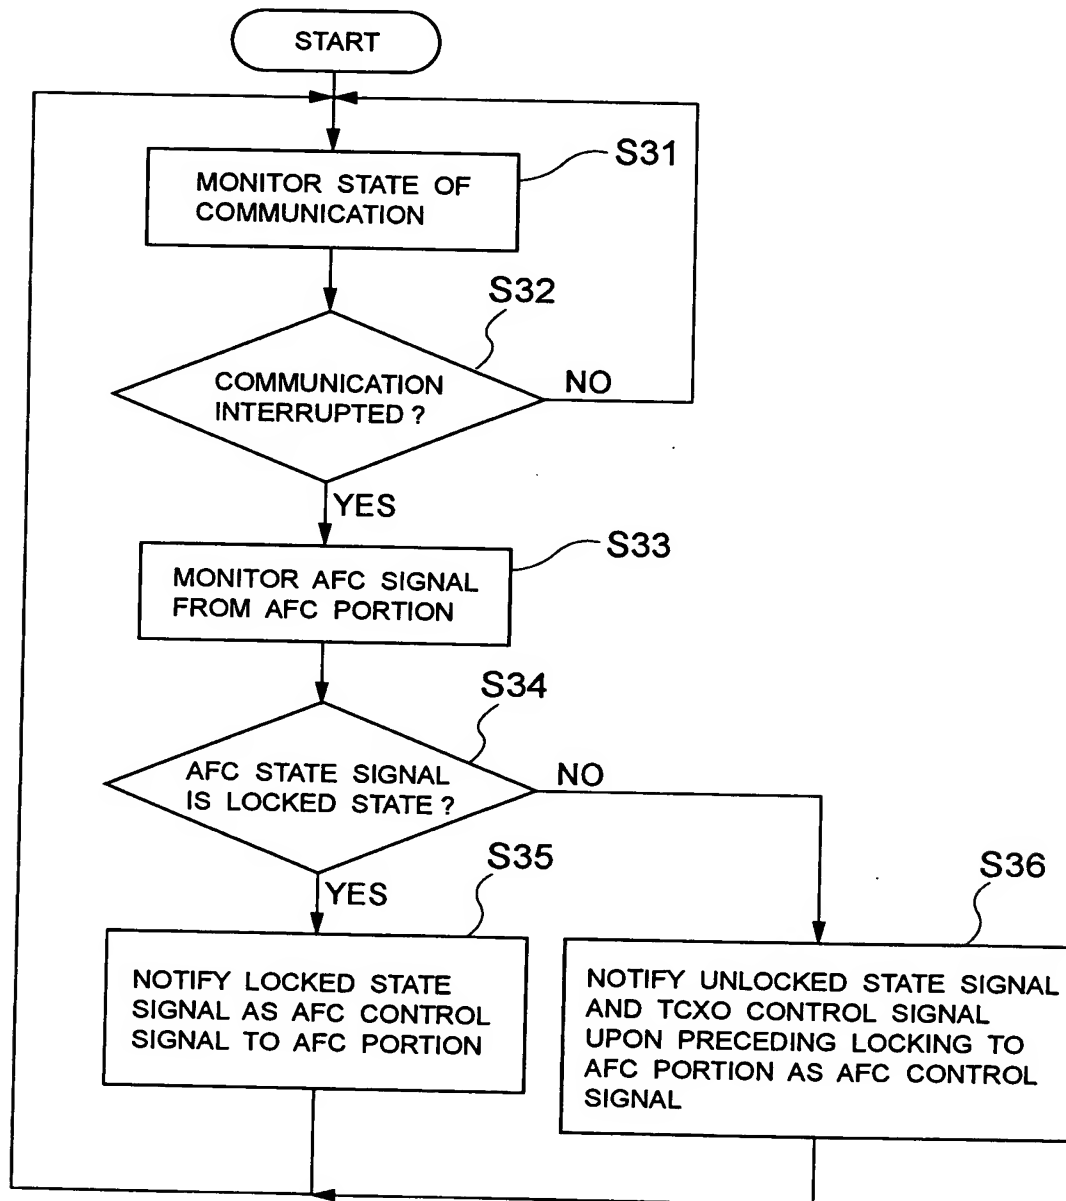 START
S31
MONITOR STATE OF
COMMUNICATION
S32
COMMUNICATION
INTERRUPTED ?
NO
YES
S33
MONITOR AFC SIGNAL
FROM AFC PORTION
S34
AFC STATE SIGNAL
IS LOCKED STATE ?
NO
YES
S35
NOTIFY LOCKED STATE
SIGNAL AS AFC CONTROL
SIGNAL TO AFC PORTION
S36
NOTIFY UNLOCKED STATE SIGNAL
AND TCXO CONTROL SIGNAL
UPON PRECEDING LOCKING TO
AFC PORTION AS AFC CONTROL
SIGNAL